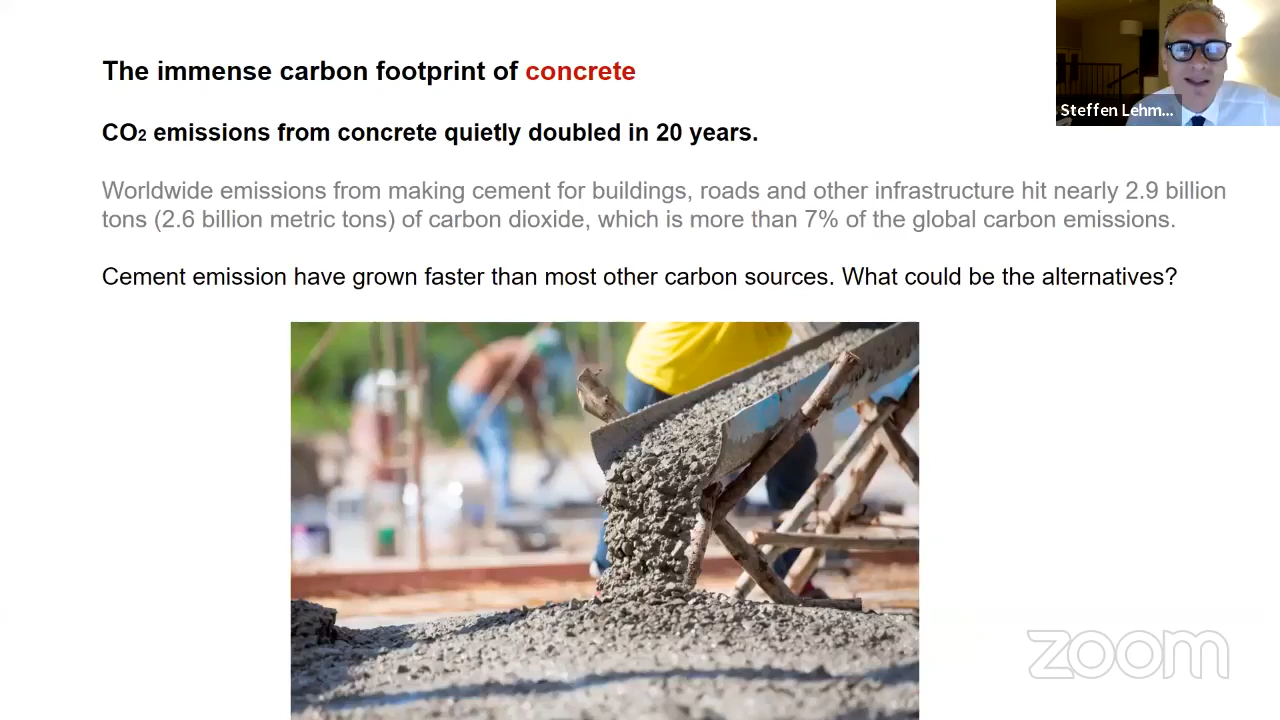 The immense carbon footprint of concrete
CO2 emissions from concrete quietly doubled in 20 years.
Worldwide emissions from making cement for buildings, roads and other infrastructure hit nearly 2.9 billion
tons (2.6 billion metric tons) of carbon dioxide, which is more than 7% of the global carbon emissions.
Cement emission have grown faster than most other carbon sources. What could be the alternatives?
Steffen Lehm...
zoom